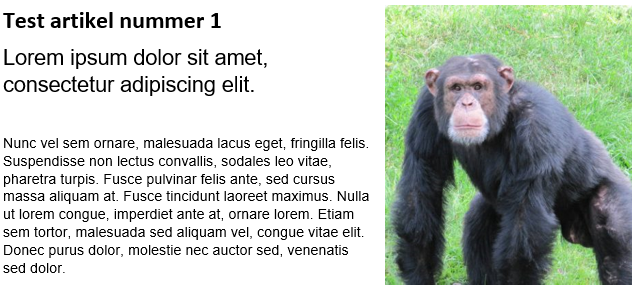 Test artikel nummer 1
Lorem ipsum dolor sit amet,
consectetur adipiscing elit.
Nunc vel sem ornare, malesuada lacus eget, fringilla felis.
Suspendisse non lectus convallis, sodales leo vitae,
pharetra turpis. Fusce pulvinar felis ante, sed cursus
massa aliquam at. Fusce tincidunt laoreet maximus. Nulla
ut lorem congue, imperdiet ante at, ornare lorem. Etiam
sem tortor, malesuada sed aliquam vel, congue vitae elit.
Donec purus dolor, molestie nec auctor sed, venenatis
sed dolor.